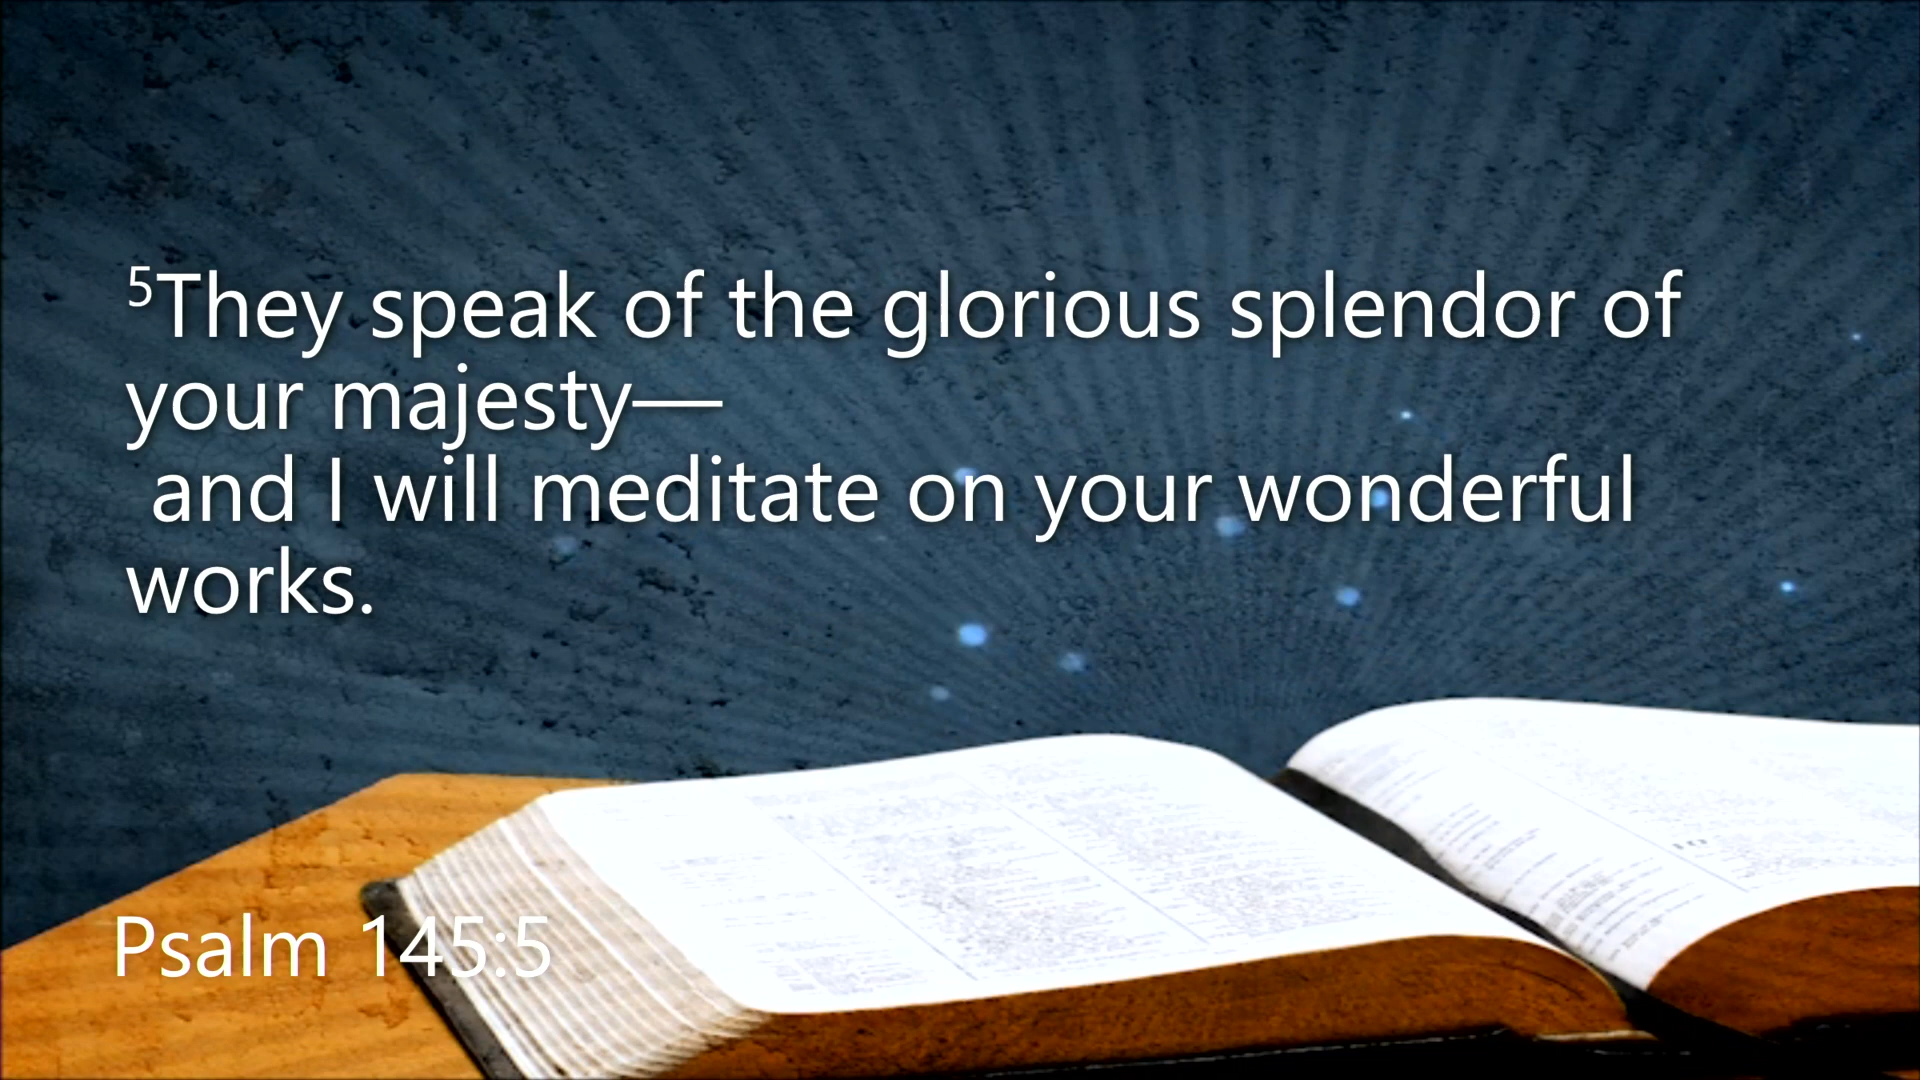 ⁵They speak of the glorious splendor of
your majesty—
and I will meditate on your wonderful
works.
Psalm 145:5